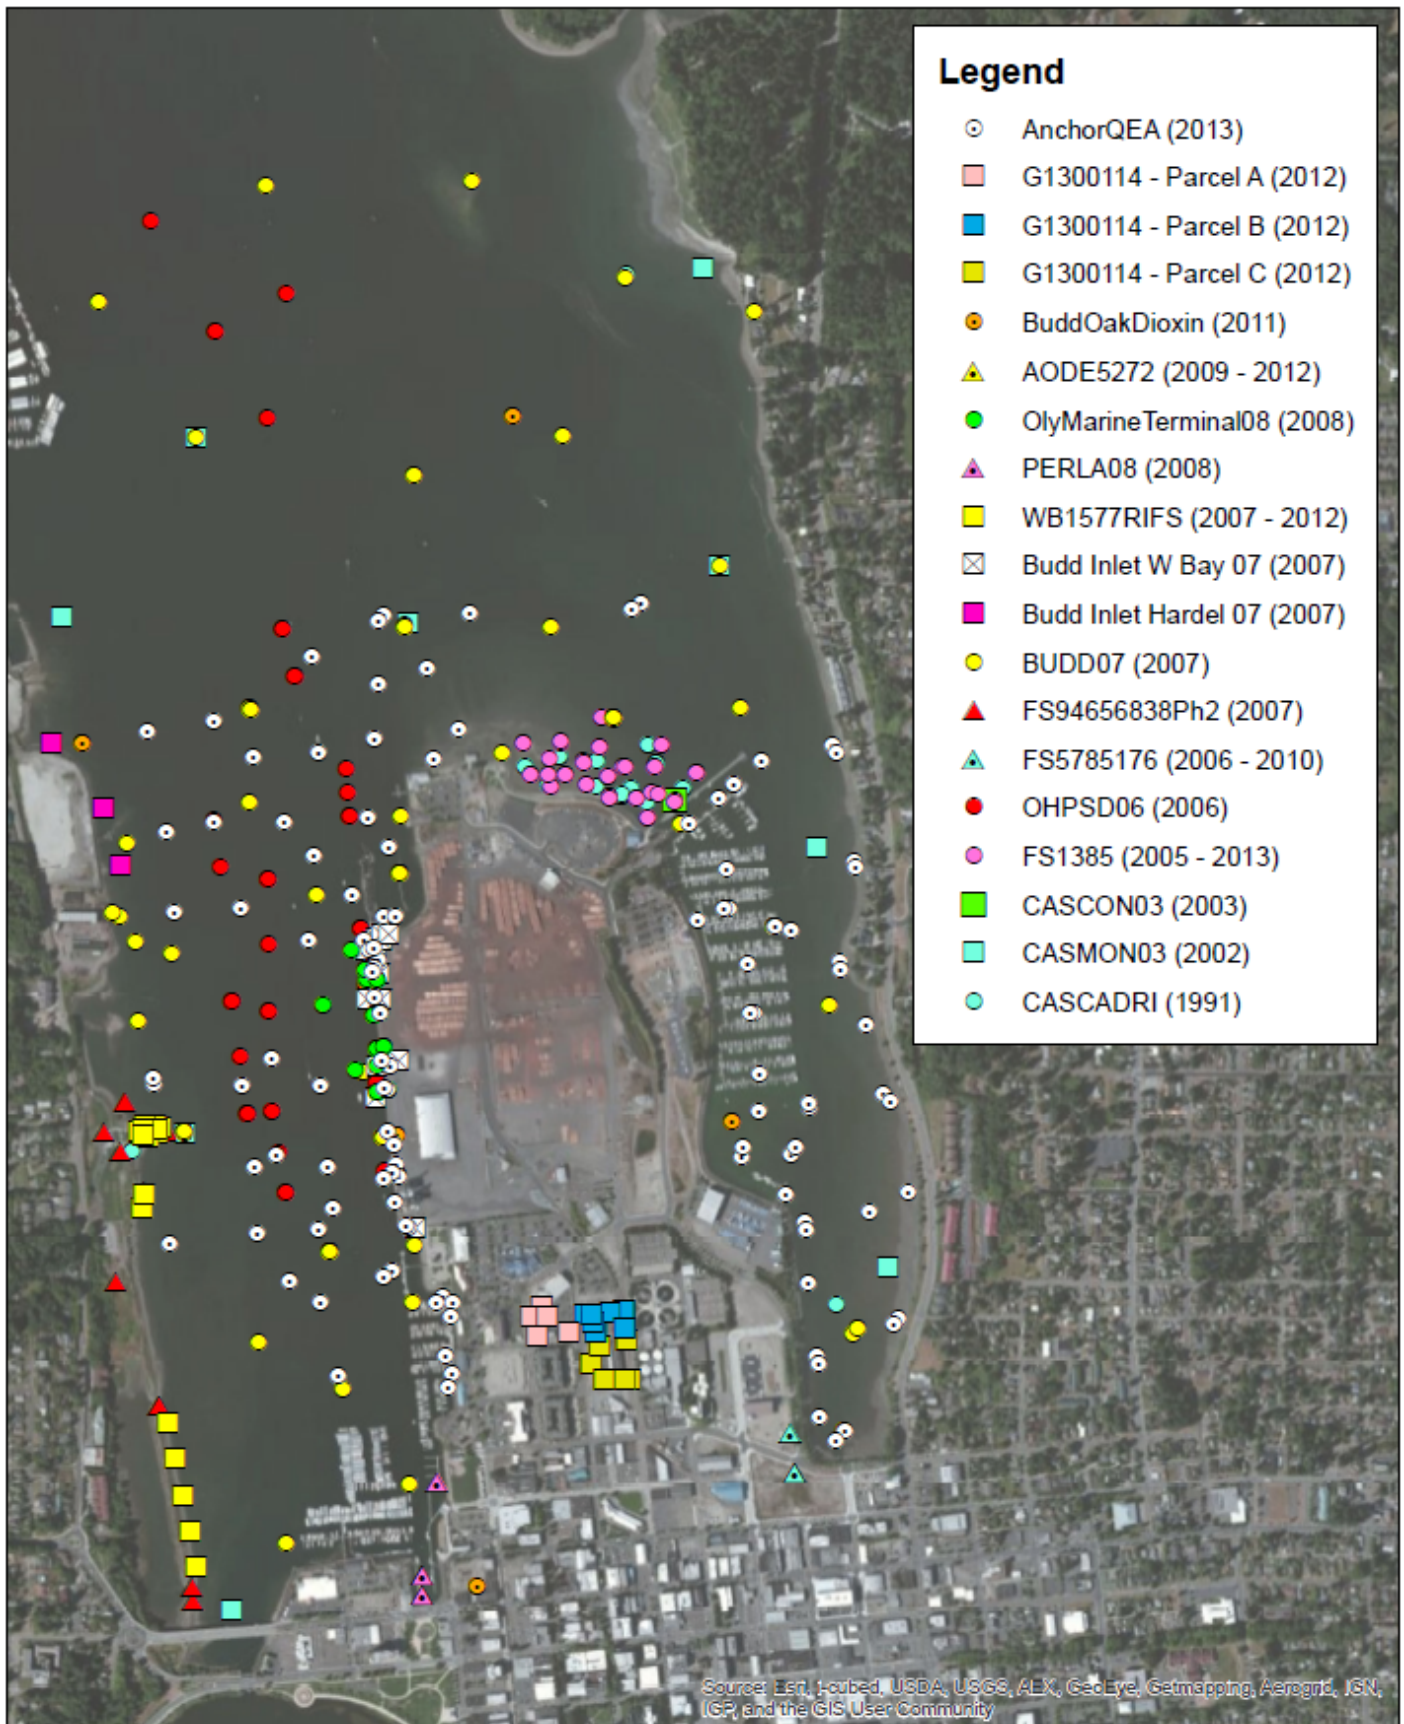 Legend
AnchorQEA (2013)
G1300114 - Parcel A (2012)
G1300114 - Parcel B (2012)
G1300114 - Parcel C (2012)
BuddOakDioxin (2011)
AODE5272 (2009 - 2012)
OlyMarineTerminal08 (2008)
PERLA08 (2008)
WB1577RIFS (2007 - 2012)
Budd Inlet W Bay 07 (2007)
Budd Inlet Hardel 07 (2007)
BUDD07 (2007)
FS94656838Ph2 (2007)
FS5785176 (2006 - 2010)
OHPSD06 (2006)
FS1385 (2005 - 2013)
CASCON03 (2003)
CASMON03 (2002)
CASCADRI (1991)
Source: Esri, i-cubed, USDA, USGS, AEX, GeoEye, Getmapping, Aerogrid, IGN,
IGP, and the GIS User Community